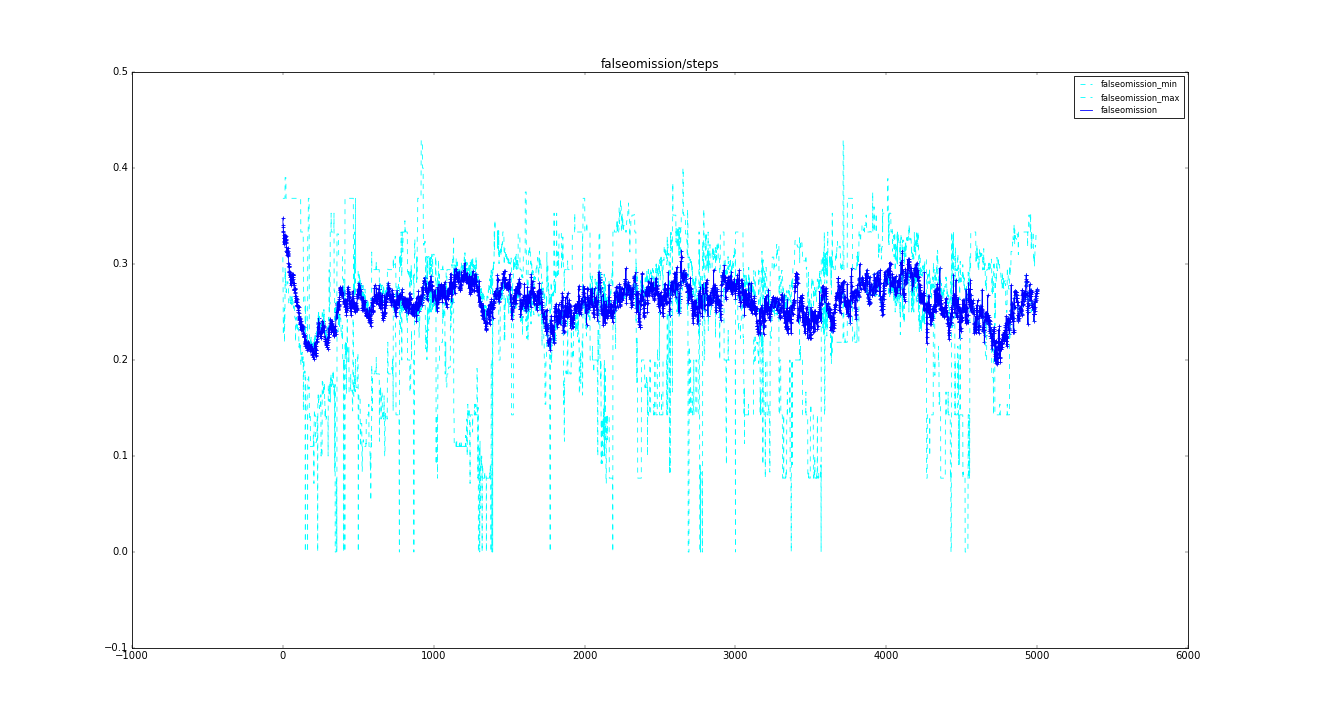 falseomission/steps
0.5
falseomission_min
falseomission_max
falseomission
0.4
0.3
0.2
0.1
0.0
−0.1
−1000 0 1000 2000 3000 4000 5000 6000